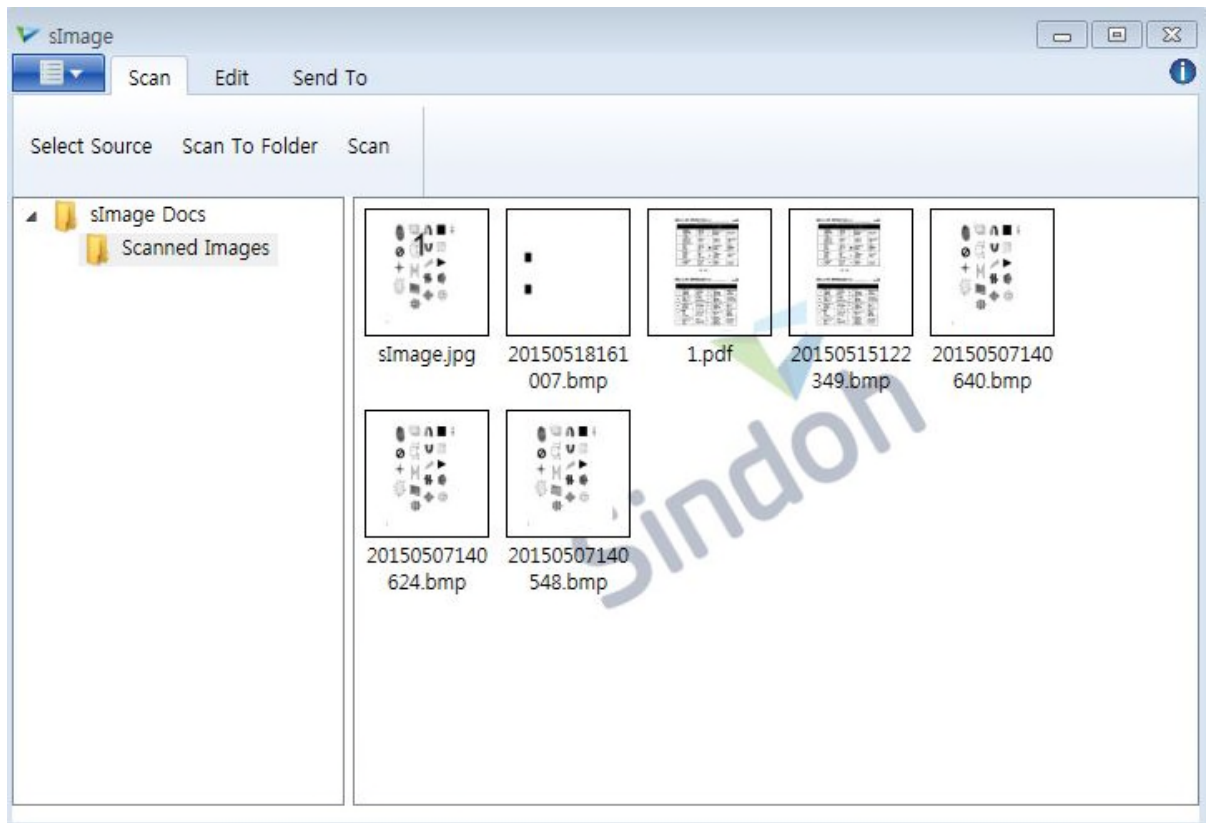 sImage
Scan Edit Send To
Select Source Scan To Folder Scan
sImage Docs
Scanned Images
1
sImage.jpg
20150518161
007.bmp
1.pdf
20150515122
349.bmp
20150507140
640.bmp
20150507140
624.bmp
20150507140
548.bmp
Sindoh